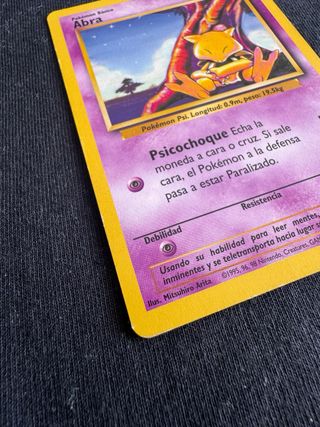 Pokémon Básico
Abra
Pokémon Psi. Longitud: 0.9m, peso: 19.5kg
Psicochoque Echa la
moneda a cara o cruz. Si sale
cara, el Pokémon a la defensa
pasa a estar Paralizado.
Debilidad
Resistencia
Usando su habilidad para leer mentes,
inminentes y se teletransporta hacia lugar
Ilus. Mitsuhiro Arita
©1995, 96, 98 Nintendo, Creatures, GAM